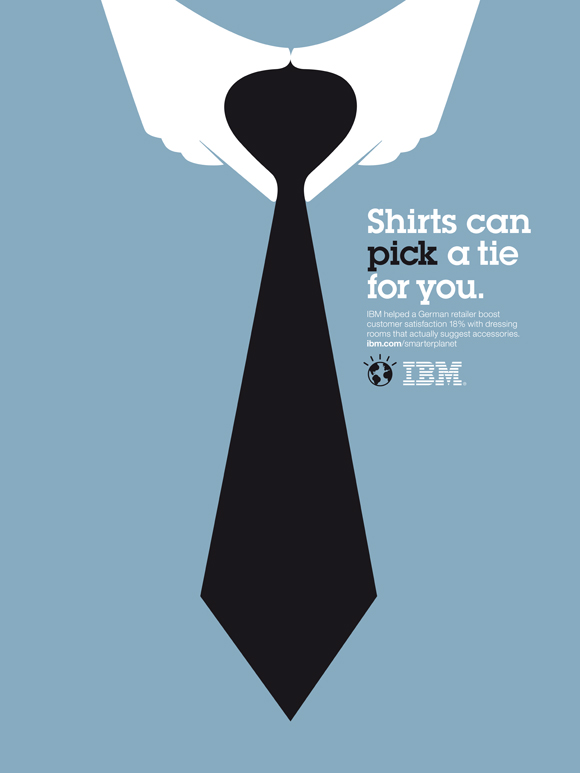 Shirts can
pick a tie
for you.
IBM helped a German retailer boost
customer satisfaction 18% with dressing
rooms that actually suggest accessories.
ibm.com/smarterplanet
IBM®